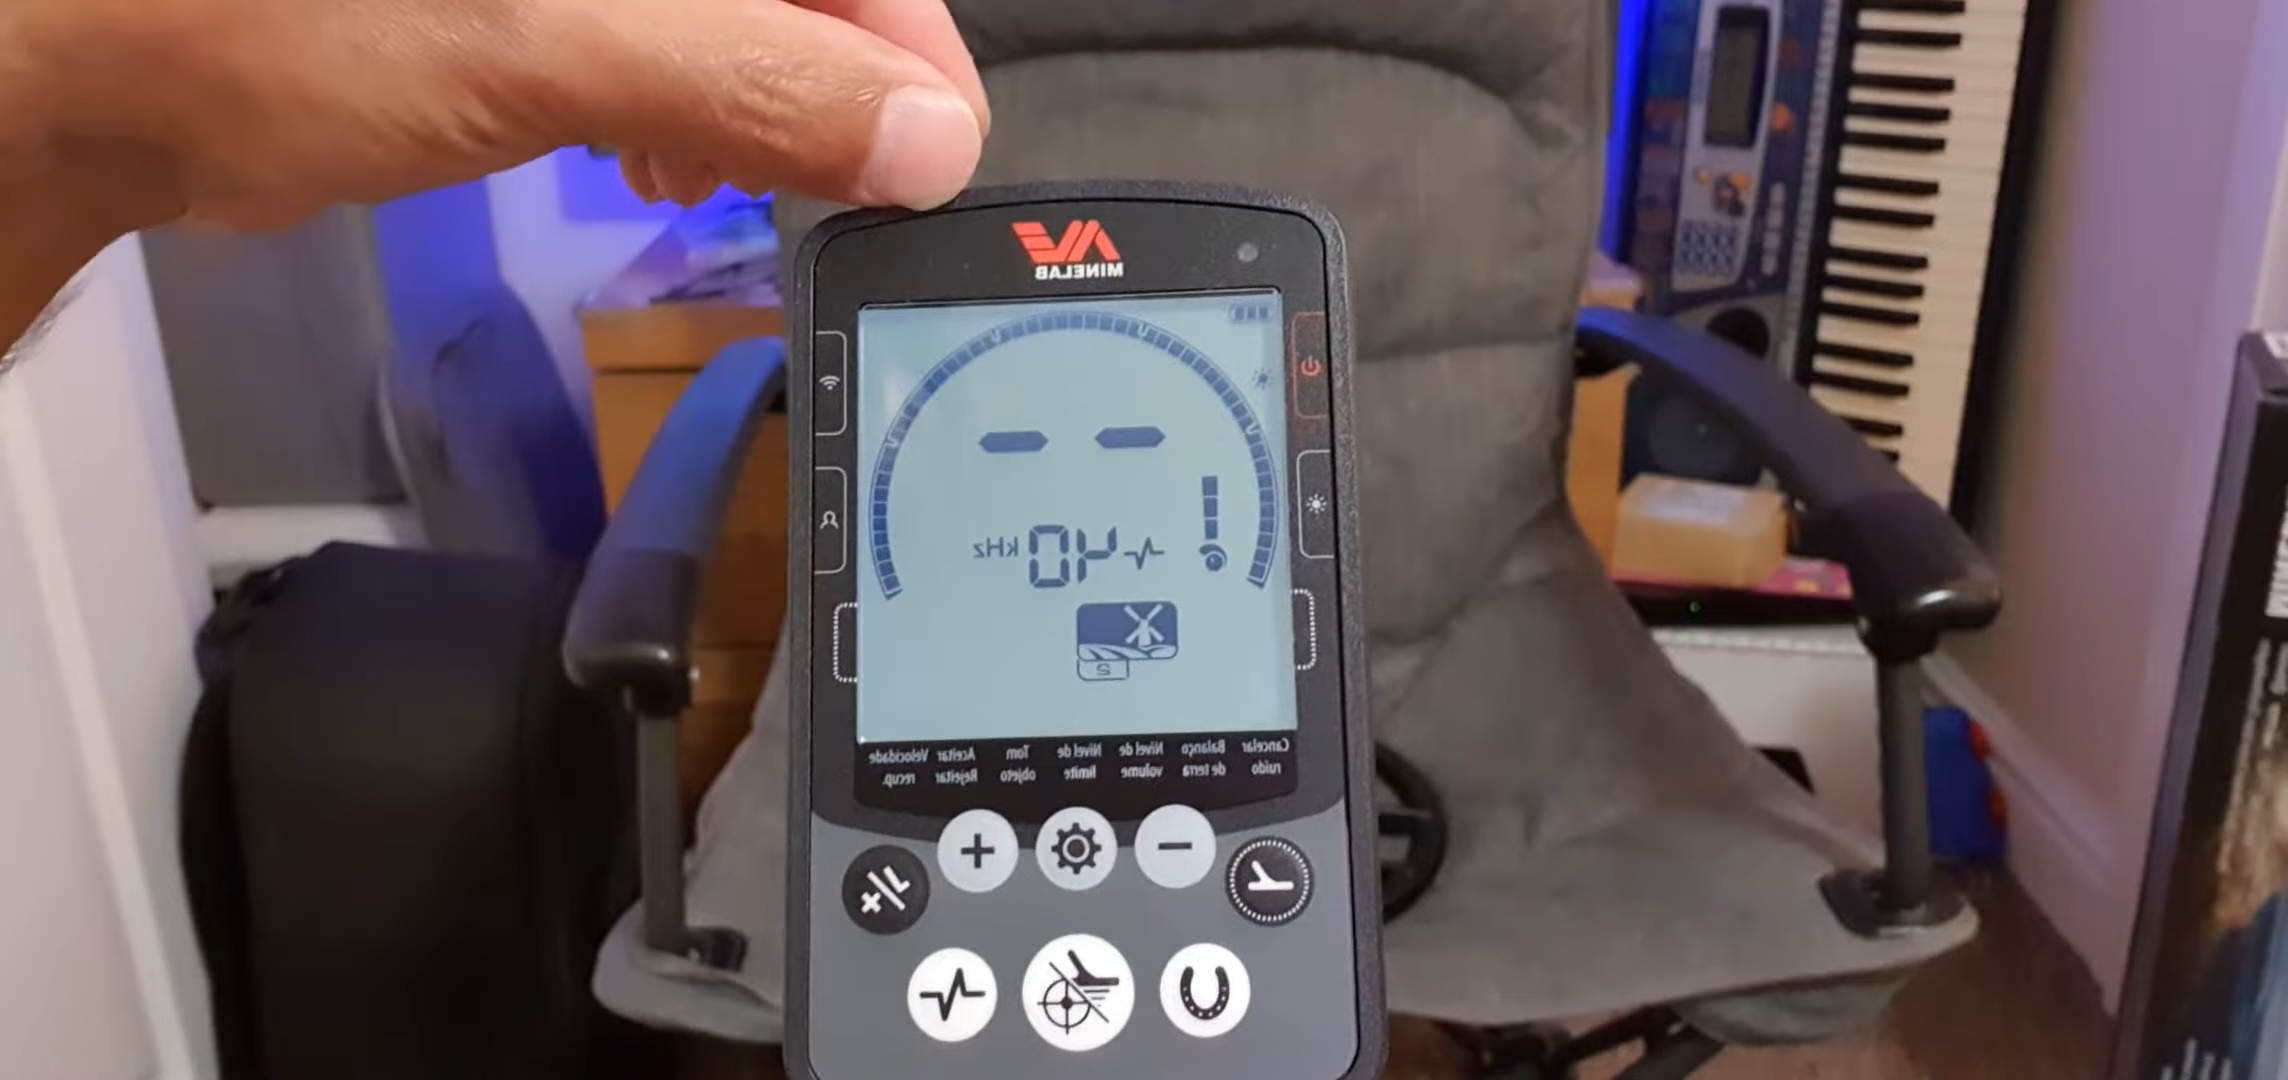 MINELAB
-- 
40 kHz
S
Cancelar Balanço Nível de Nível de Tom Aceitar Velocidade
ruído de terra volume limite objeto Rejeitar recup.